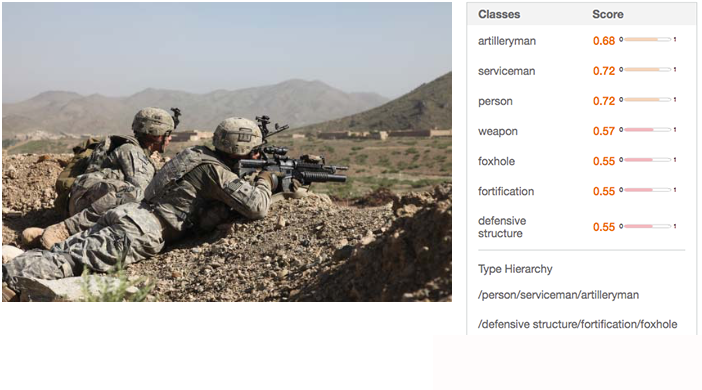 Classes Score
artilleryman 0.68 0 1
serviceman 0.72 0 1
person 0.72 0 1
weapon 0.57 0 1
foxhole 0.55 0 1
fortification 0.55 0 1
defensive
structure 0.55 0 1
Type Hierarchy
/person/serviceman/artilleryman
/defensive structure/fortification/foxhole